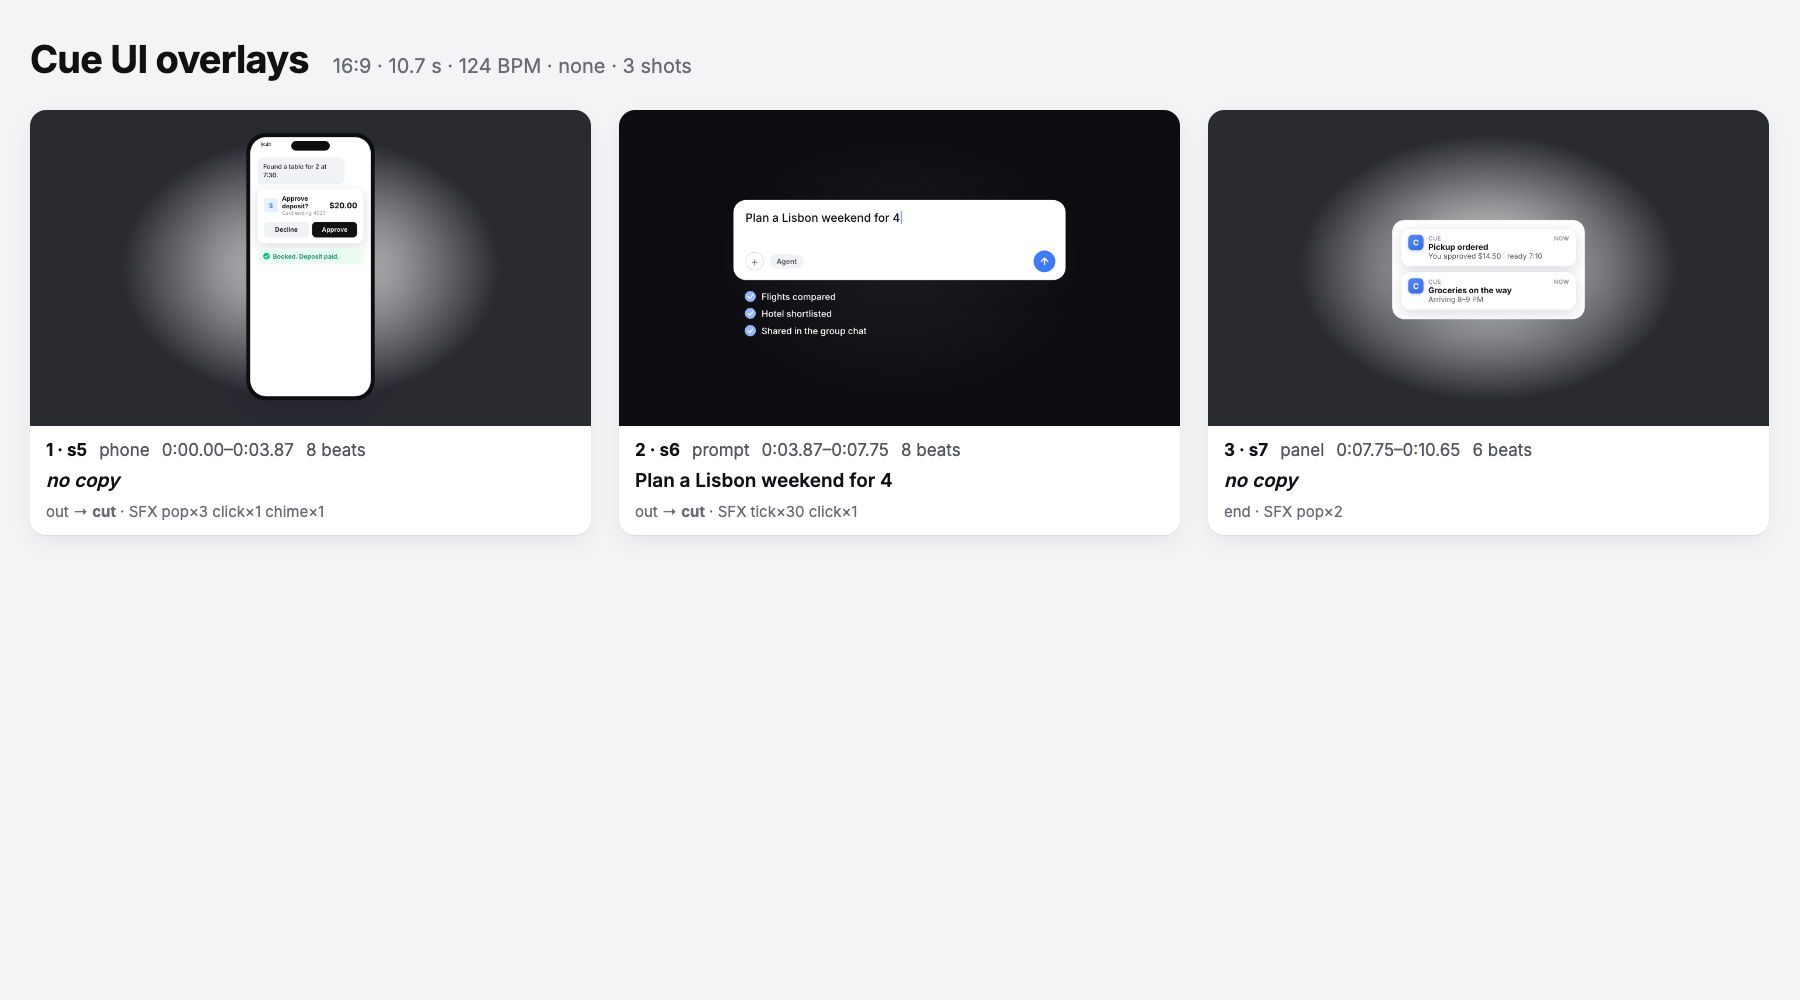 Cue UI overlays 16:9 · 10.7 s · 124 BPM · none · 3 shots
9:41
Found a table for 2 at
7:30.
$
Approve
deposit?
Card ending 4021
$20.00
Decline
Approve
Booked. Deposit paid.
1 · s5 phone 0:00.00–0:03.87 8 beats
no copy
out → cut · SFX pop×3 click×1 chime×1
Plan a Lisbon weekend for 4
+ Agent
Flights compared
Hotel shortlisted
Shared in the group chat
2 · s6 prompt 0:03.87–0:07.75 8 beats
Plan a Lisbon weekend for 4
out → cut · SFX tick×30 click×1
C
CUE NOW
Pickup ordered
You approved $14.50 · ready 7:10
C
CUE NOW
Groceries on the way
Arriving 8–9 PM
3 · s7 panel 0:07.75–0:10.65 6 beats
no copy
end · SFX pop×2